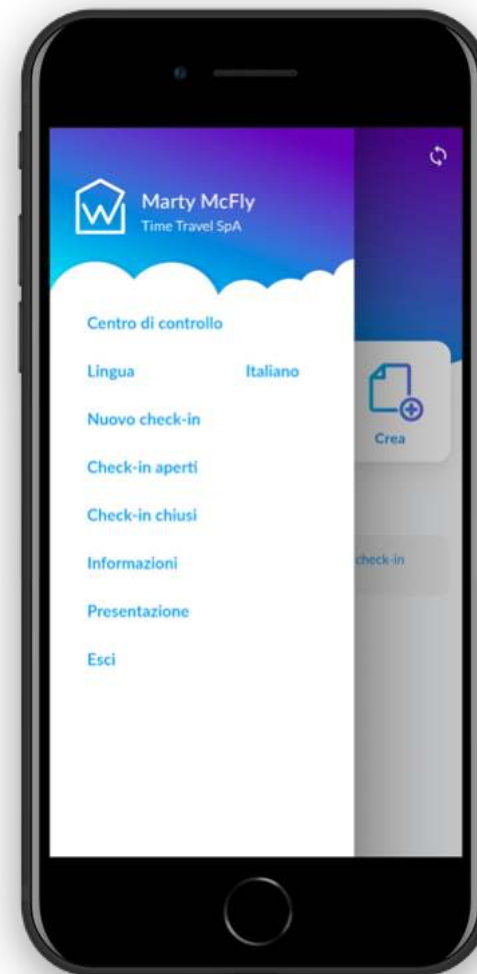 Marty McFly
Time Travel SpA
Centro di controllo
Lingua Italiano
Nuovo check-in
Check-in aperti
Check-in chiusi
Informazioni
Presentazione
Esci
Crea
check-in